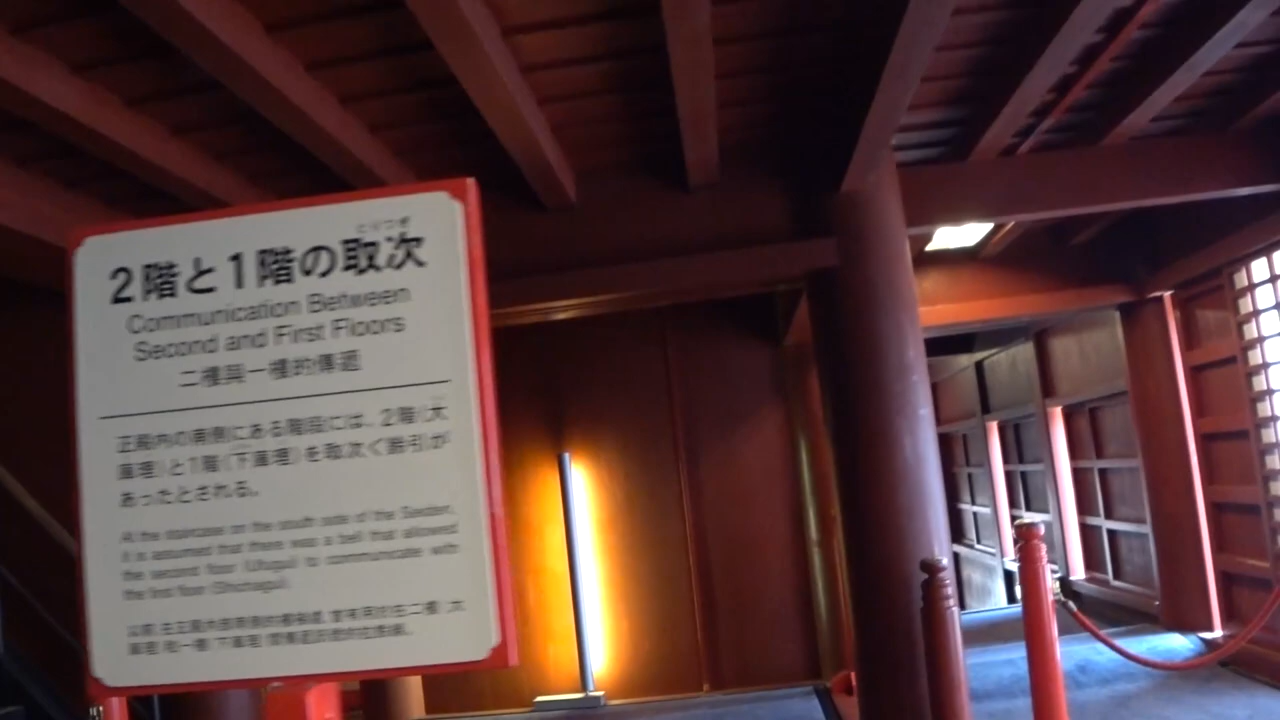 とりつぎ
2階と1階の取次
Communication Between
Second and First Floors
二樓與一樓的傳遞
正殿内の南側にある階段には、2階(大
庫理)と1階(下庫理)を取次ぐ鈴引が
あったとされる。
At the staircase on the south side of the Seiden,
it is assumed that there was a bell that allowed
the second floor (Ufugui) to communicate with
the first floor (Shichagui).